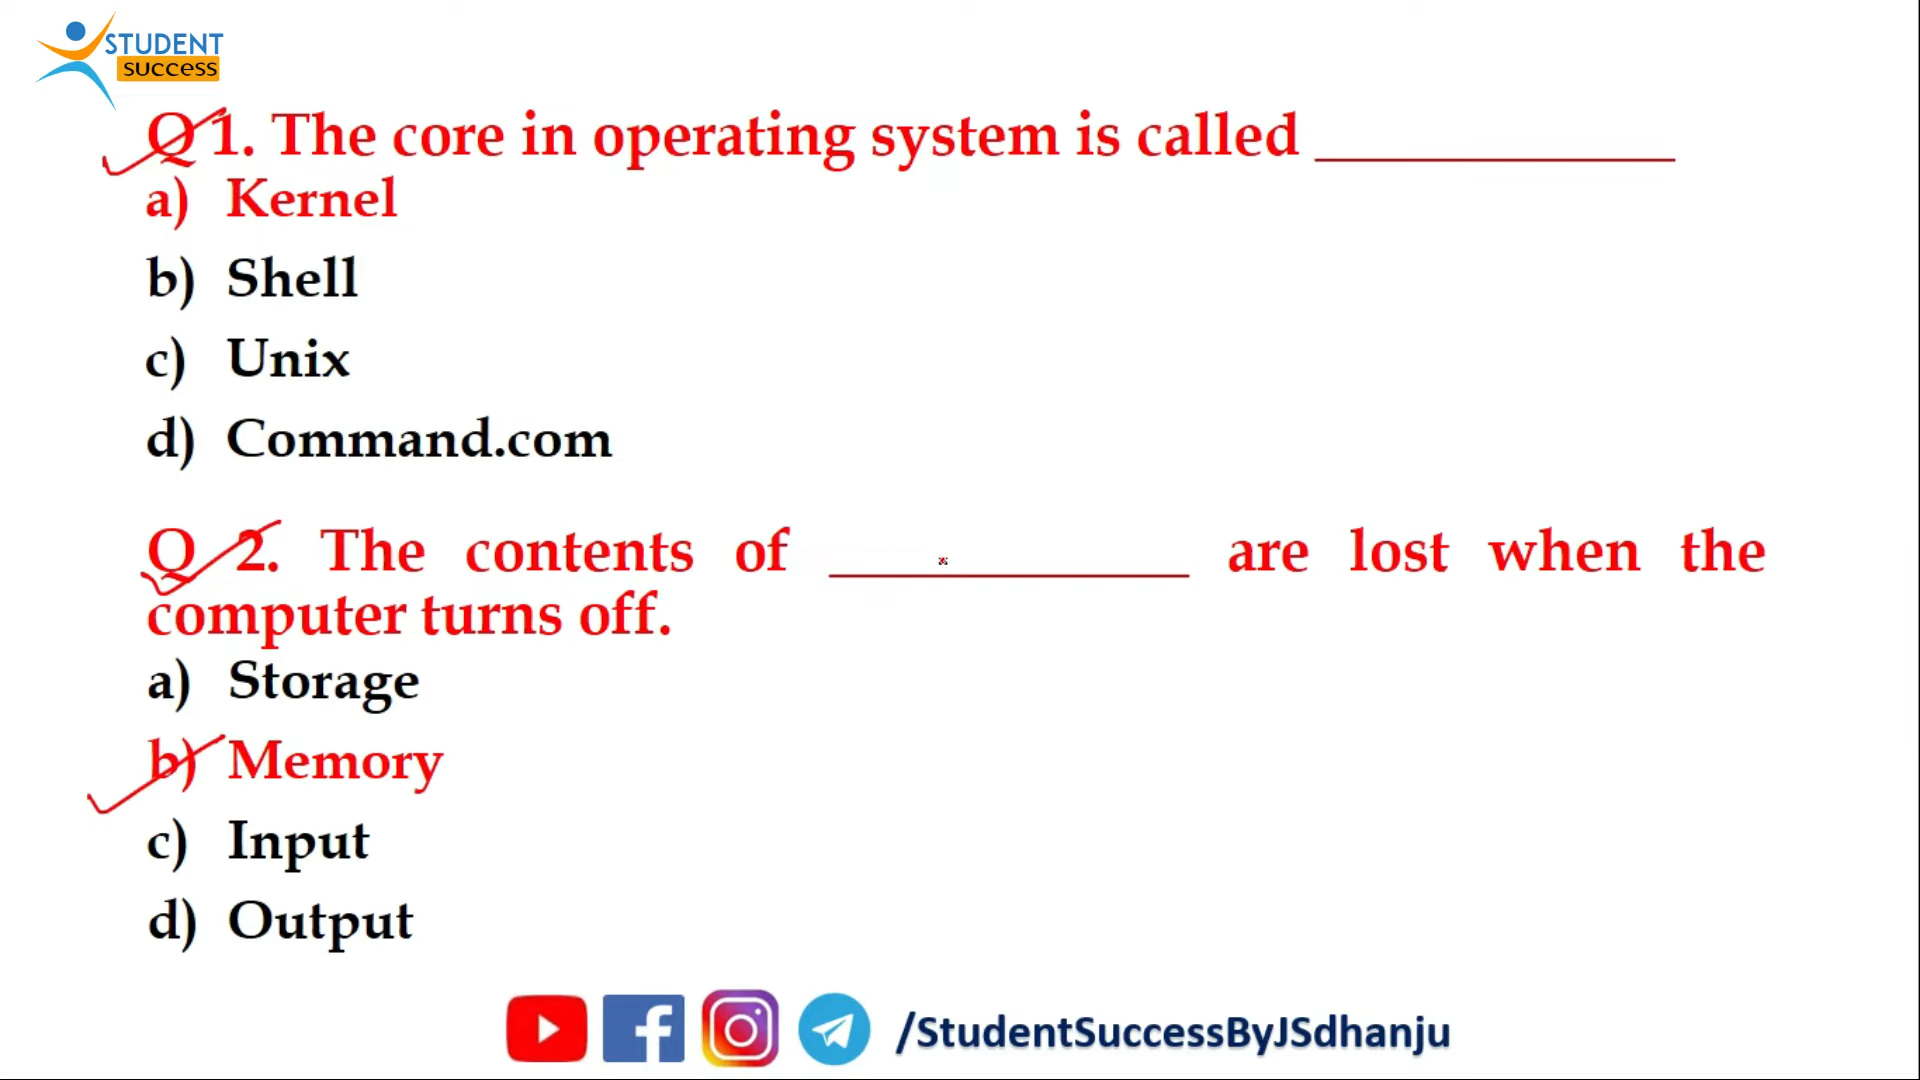 STUDENT
success
Q 1. The core in operating system is called ____________
a) Kernel
b) Shell
c) Unix
d) Command.com
Q 2. The contents of ____________ are lost when the
computer turns off.
a) Storage
b) Memory
c) Input
d) Output
/StudentSuccessByJSdhanju